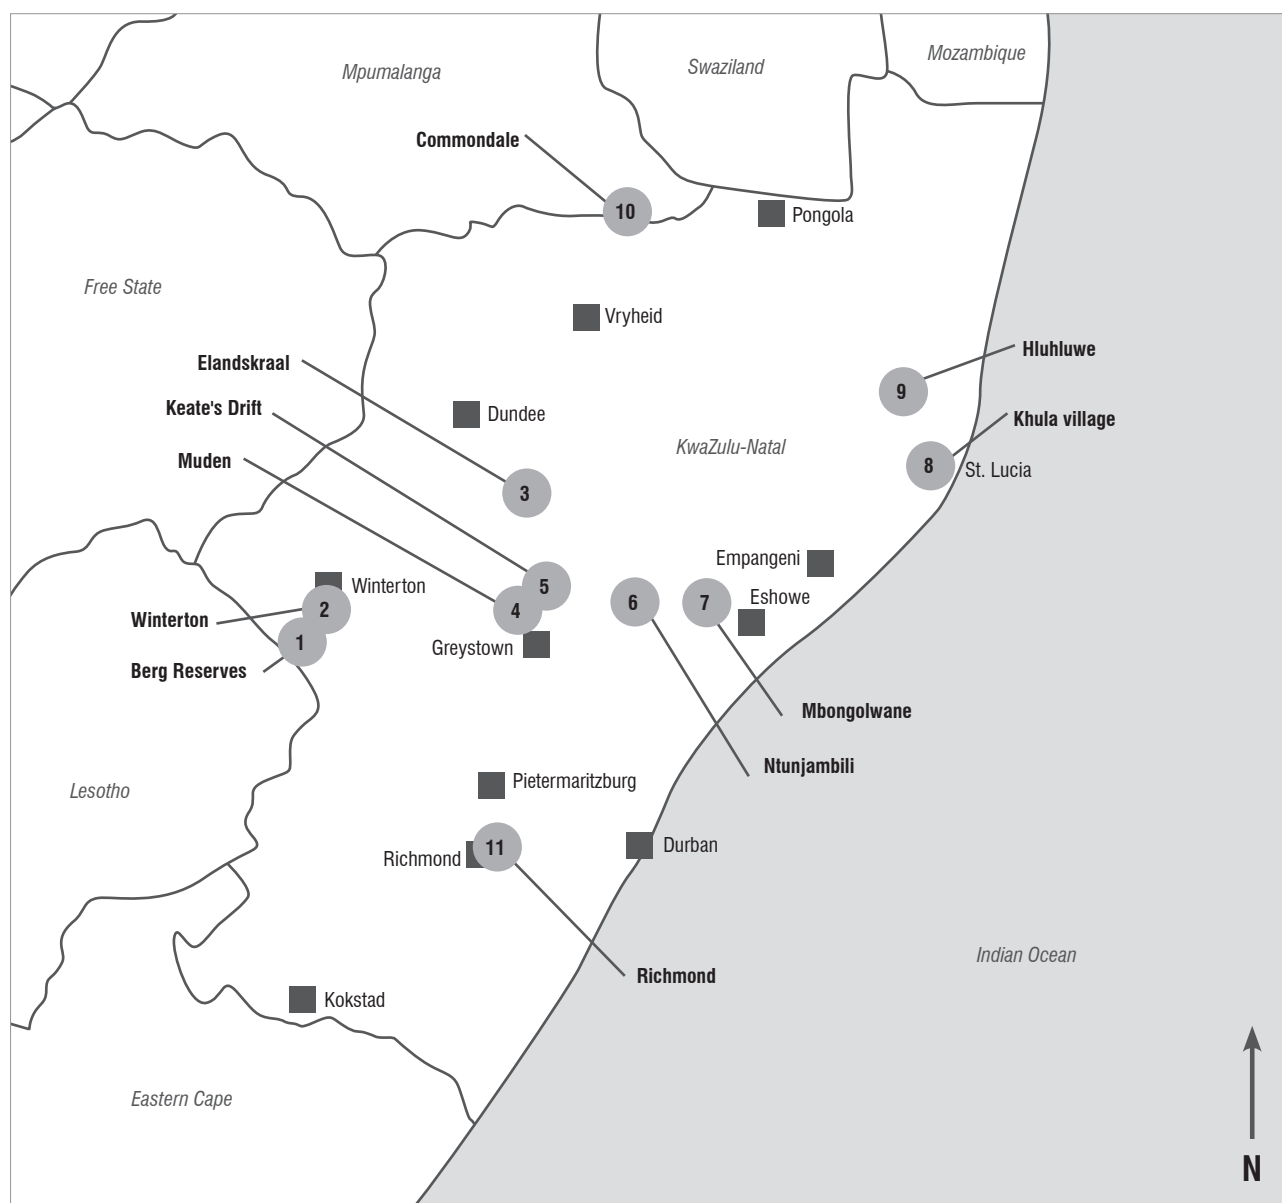 Mozambique
Swaziland
Mpumalanga
Commondale
10
Pongola
Free State
Vryheid
Hluhluwe
Elandskraal
9
Keate's Drift
Dundee
Khula village
KwaZulu-Natal
Muden
8
St. Lucia
3
Empangeni
Winterton
5
Eshowe
2
4
6
7
Winterton
1
Greystown
Berg Reserves
Mbongolwane
Ntunjambili
Lesotho
Pietermaritzburg
Durban
Richmond
11
Indian Ocean
Richmond
Kokstad
Eastern Cape
N